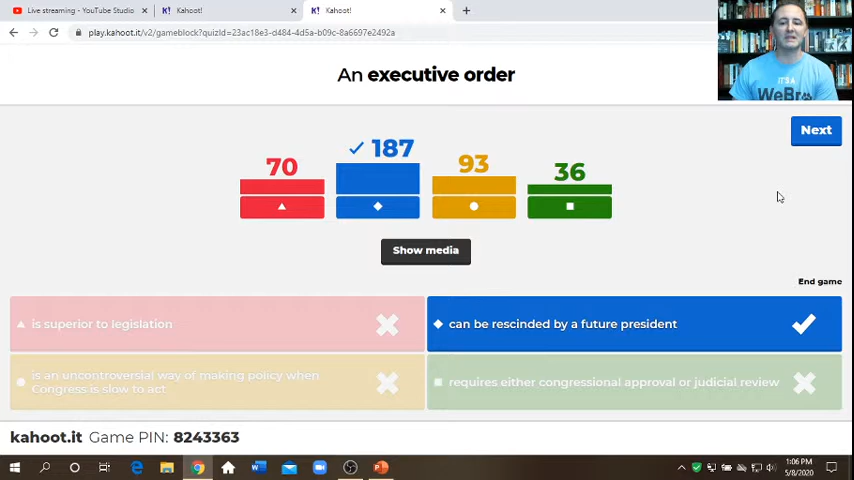 Live streaming - YouTube Studio
Kahoot!
Kahoot!
play.kahoot.it/v2/gameblock?quizId=23ac18e3-d484-4d5a-b09c-8a6697e2492a
IT'S A
An executive order
Next
70
187
93
36
Show media
End game
is superior to legislation
can be rescinded by a future president
is an uncontroversial way of making policy when
Congress is slow to act
requires either congressional approval or judicial review
kahoot.it Game PIN: 8243363
1:06 PM
5/8/2020